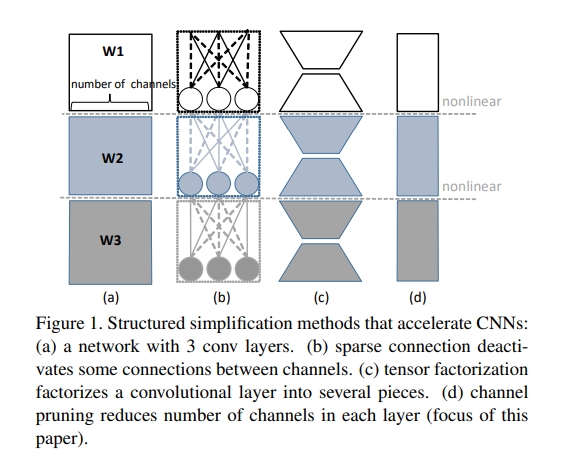 W1
number of channels
nonlinear
W2
nonlinear
W3
(a)
(b)
(c)
(d)
Figure 1. Structured simplification methods that accelerate CNNs:
(a) a network with 3 conv layers. (b) sparse connection deacti-
vates some connections between channels. (c) tensor factorization
factorizes a convolutional layer into several pieces. (d) channel
pruning reduces number of channels in each layer (focus of this
paper).